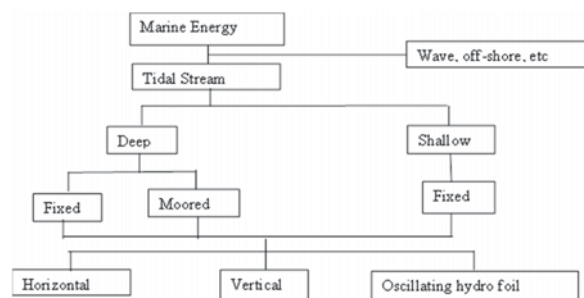 Marine Energy
Wave, off-shore, etc
Tidal Stream
Deep
Shallow
Fixed
Moored
Fixed
Horizontal
Vertical
Oscillating hydro foil